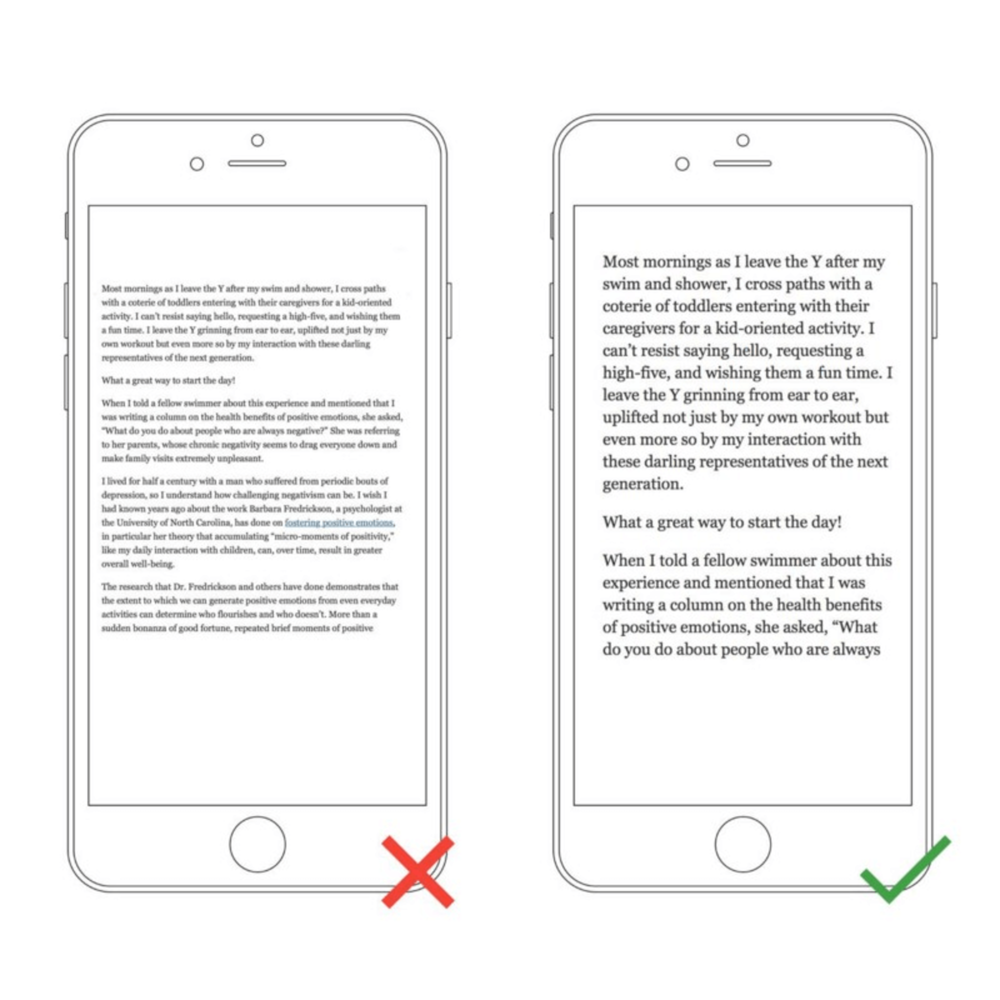 Most mornings as I leave the Y after my swim and shower, I cross paths
with a coterie of toddlers entering with their caregivers for a kid-oriented
activity. I can't resist saying hello, requesting a high-five, and wishing them
a fun time. I leave the Y grinning from ear to ear, uplifted not just by my
own workout but even more so by my interaction with these darling
representatives of the next generation.
What a great way to start the day!
When I told a fellow swimmer about this experience and mentioned that I
was writing a column on the health benefits of positive emotions, she asked,
"What do you do about people who are always negative?" She was referring
to her parents, whose chronic negativity seems to drag everyone down and
make family visits extremely unpleasant.
I lived for half a century with a man who suffered from periodic bouts of
depression, so I understand how challenging negativism can be. I wish I
had known years ago about the work Barbara Fredrickson, a psychologist at
the University of North Carolina, has done on fostering positive emotions,
in particular her theory that accumulating "micro-moments of positivity,"
like my daily interaction with children, can, over time, result in greater
overall well-being.
The research that Dr. Fredrickson and others have done demonstrates that
the extent to which we can generate positive emotions from even everyday
activities can determine who flourishes and who doesn't. More than a
sudden bonanza of good fortune, repeated brief moments of positive
Most mornings as I leave the Y after my
swim and shower, I cross paths with a
coterie of toddlers entering with their
caregivers for a kid-oriented activity. I
can't resist saying hello, requesting a
high-five, and wishing them a fun time. I
leave the Y grinning from ear to ear,
uplifted not just by my own workout but
even more so by my interaction with
these darling representatives of the next
generation.
What a great way to start the day!
When I told a fellow swimmer about this
experience and mentioned that I was
writing a column on the health benefits
of positive emotions, she asked, “What
do you do about people who are always